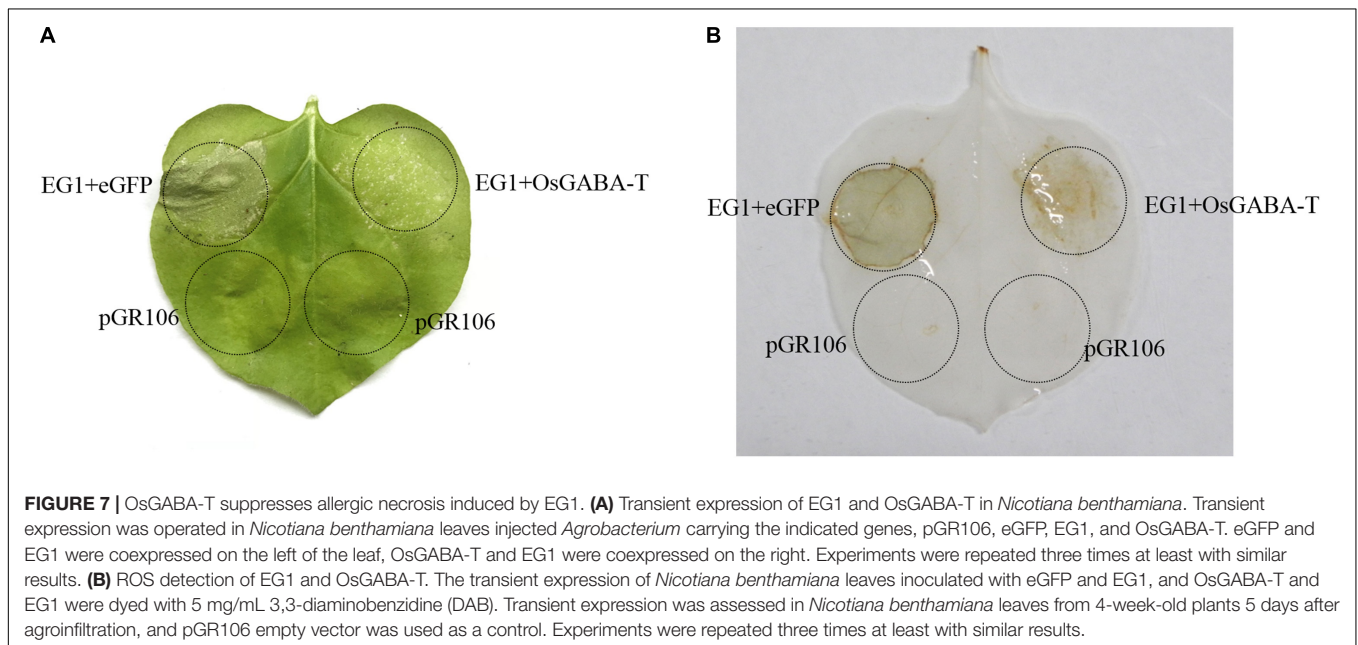 A
B
EG1+eGFP
EG1+OsGABA-T
pGR106
pGR106
EG1+eGFP
EG1+OsGABA-T
pGR106
pGR106
FIGURE 7 | OsGABA-T suppresses allergic necrosis induced by EG1. (A) Transient expression of EG1 and OsGABA-T in Nicotiana benthamiana. Transient
expression was operated in Nicotiana benthamiana leaves injected Agrobacterium carrying the indicated genes, pGR106, eGFP, EG1, and OsGABA-T. eGFP and
EG1 were coexpressed on the left of the leaf, OsGABA-T and EG1 were coexpressed on the right. Experiments were repeated three times at least with similar
results. (B) ROS detection of EG1 and OsGABA-T. The transient expression of Nicotiana benthamiana leaves inoculated with eGFP and EG1, and OsGABA-T and
EG1 were dyed with 5 mg/mL 3,3-diaminobenzidine (DAB). Transient expression was assessed in Nicotiana benthamiana leaves from 4-week-old plants 5 days after
agroinfiltration, and pGR106 empty vector was used as a control. Experiments were repeated three times at least with similar results.